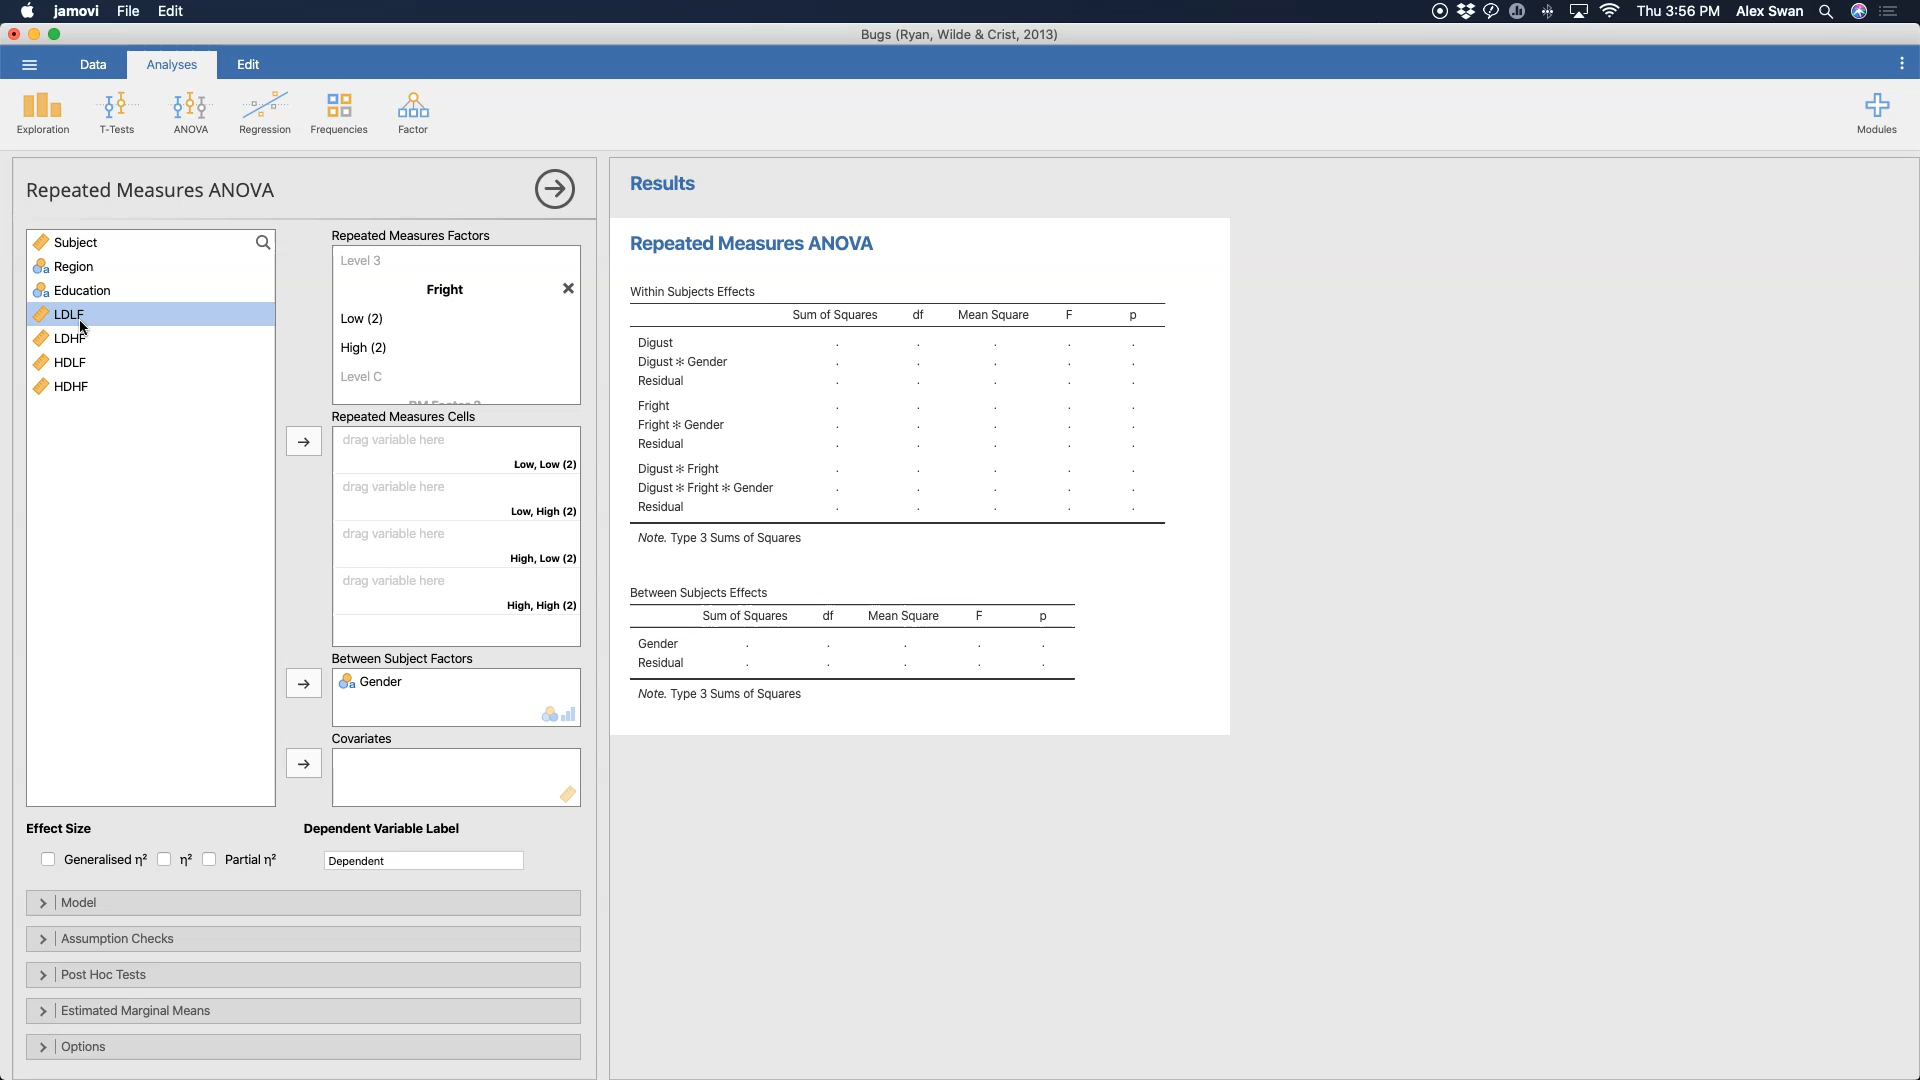 jamovi File Edit Thu 3:56 PM Alex Swan
Bugs (Ryan, Wilde & Crist, 2013)
Data Analyses Edit
Exploration T-Tests ANOVA Regression Frequencies Factor Modules
Repeated Measures ANOVA
Subject
Region
Education
LDLF
LDHF
HDLF
HDHF
Repeated Measures Factors
Level 3
Fright
Low (2)
High (2)
Level C
RM Factor 3
Repeated Measures Cells
drag variable here
Low, Low (2)
drag variable here
Low, High (2)
drag variable here
High, Low (2)
drag variable here
High, High (2)
Between Subject Factors
Gender
Covariates
Effect Size
Generalised η² η² Partial η²
Dependent Variable Label
Dependent
Model
Assumption Checks
Post Hoc Tests
Estimated Marginal Means
Options
Results
Repeated Measures ANOVA
Within Subjects Effects
Sum of Squares df Mean Square F p
Digust . . . . .
Digust ✻ Gender . . . . .
Residual . . .
Fright . . . . .
Fright ✻ Gender . . . . .
Residual . . . . .
Digust ✻ Fright . . . . .
Digust ✻ Fright ✻ Gender . . . . .
Residual . . . . .
Note. Type 3 Sums of Squares
Between Subjects Effects
Sum of Squares df Mean Square F p
Gender . . . . .
Residual . . . . .
Note. Type 3 Sums of Squares